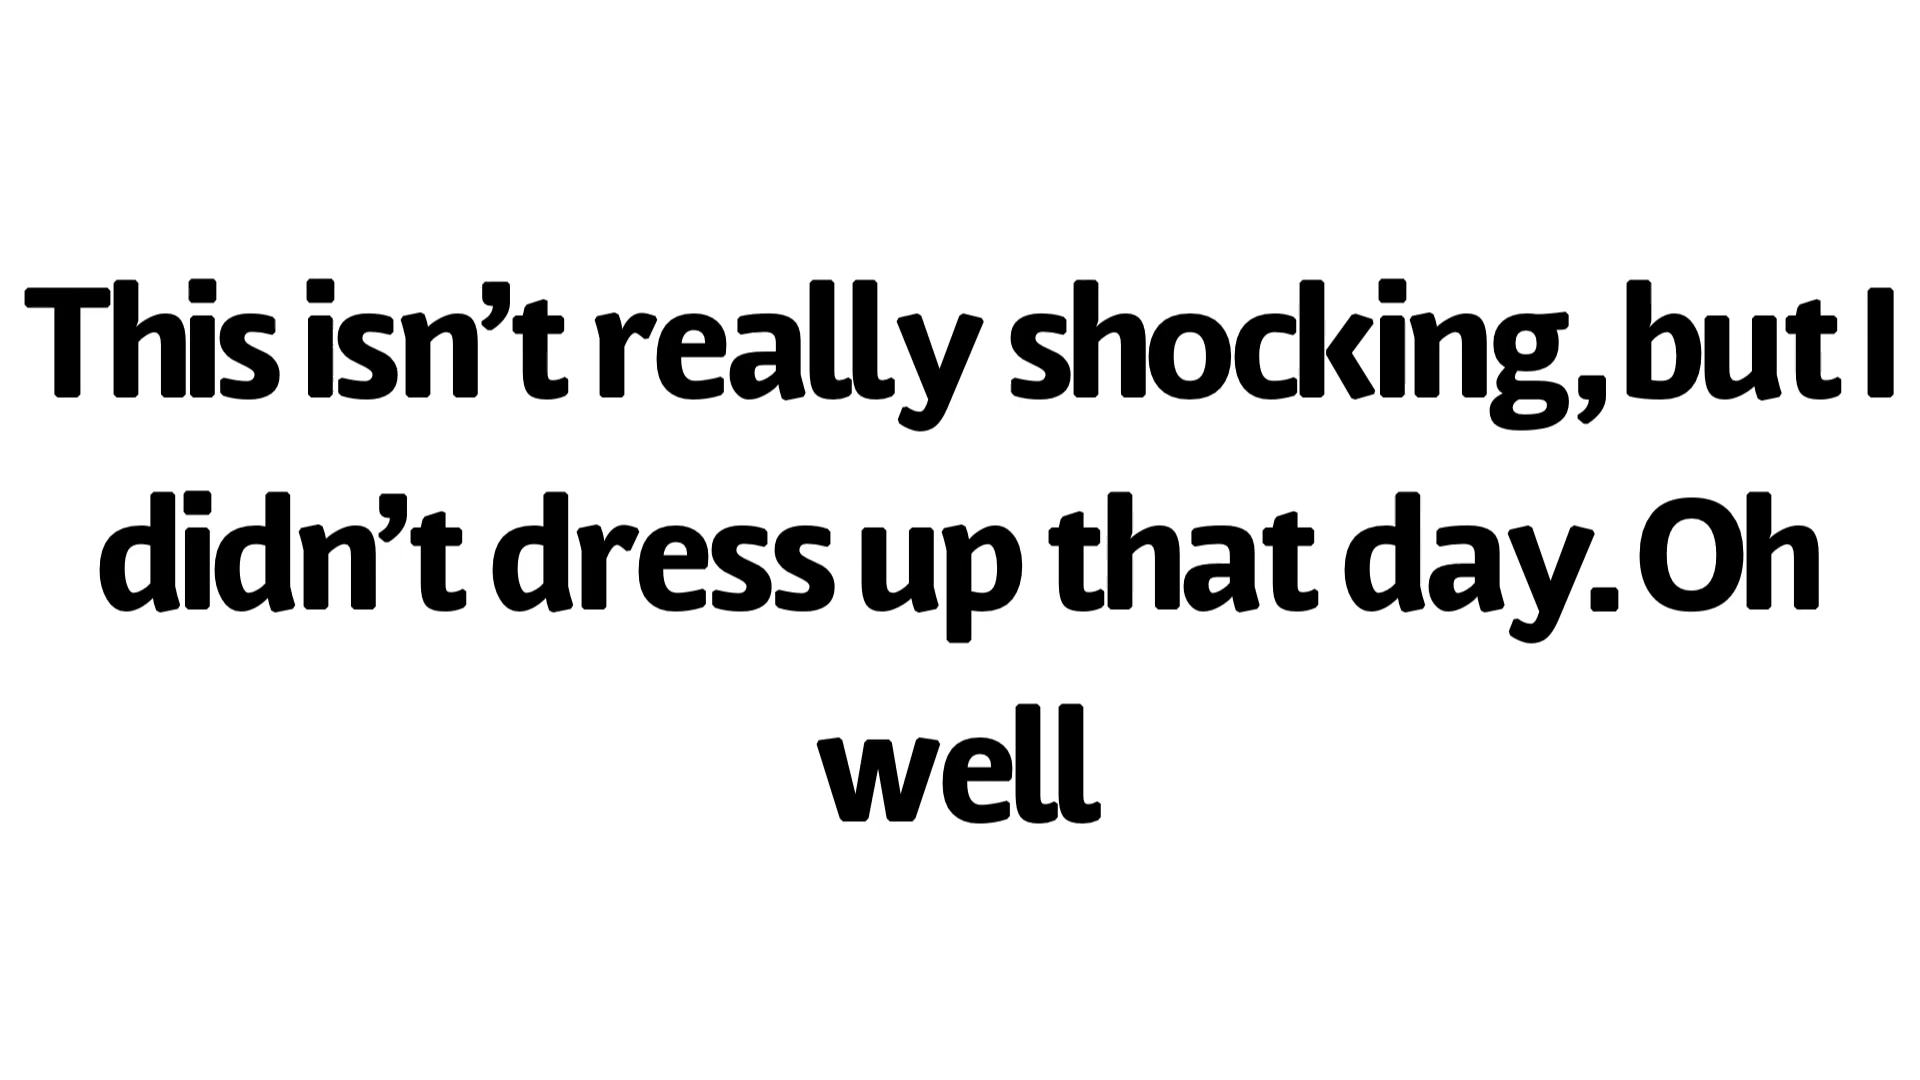 This isn’t really shocking, but I
didn’t dress up that day. Oh
well